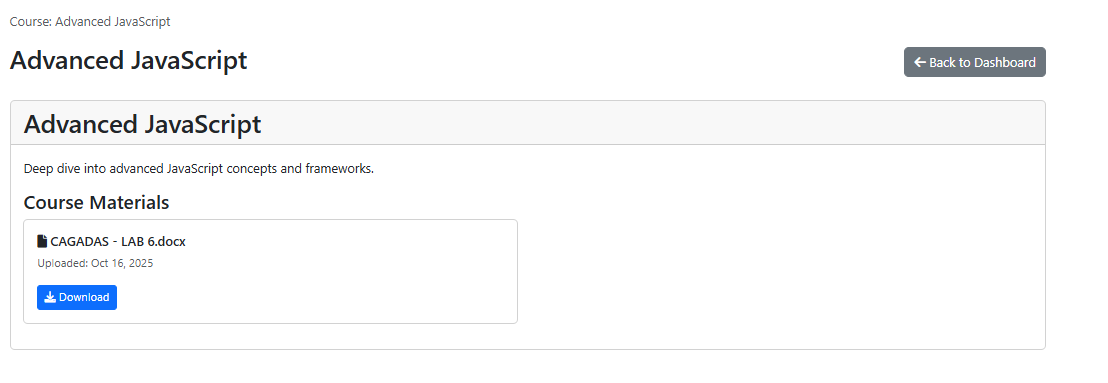 Course: Advanced JavaScript
Advanced JavaScript
Back to Dashboard
Advanced JavaScript
Deep dive into advanced JavaScript concepts and frameworks.
Course Materials
CAGADAS - LAB 6.docx
Uploaded: Oct 16, 2025
Download